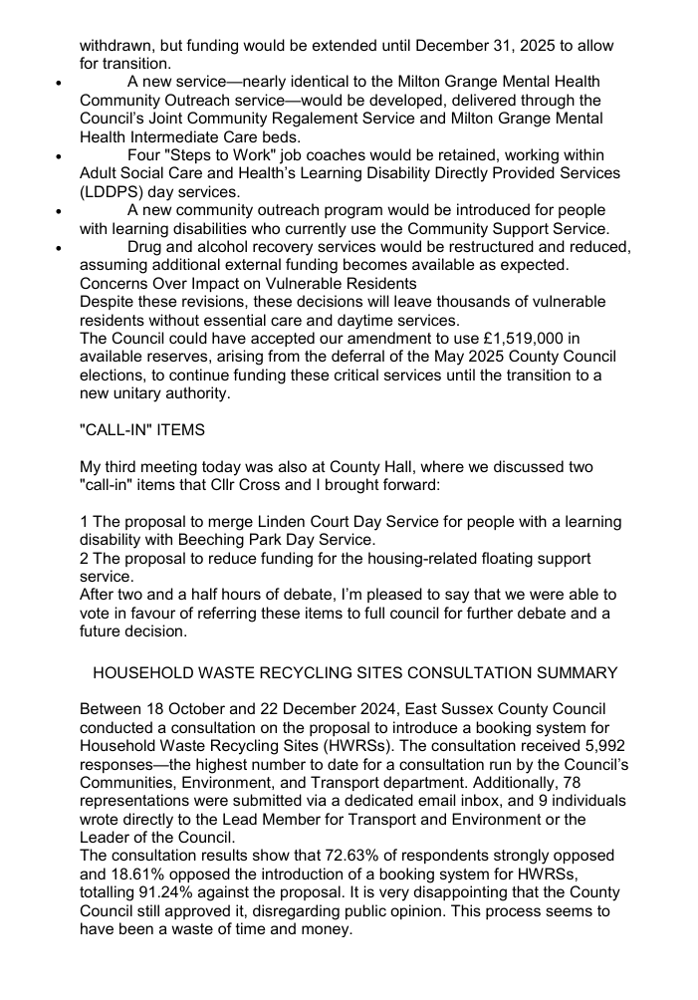 withdrawn, but funding would be extended until December 31, 2025 to allow
for transition.
• A new service—nearly identical to the Milton Grange Mental Health
Community Outreach service—would be developed, delivered through the
Council’s Joint Community Regalement Service and Milton Grange Mental
Health Intermediate Care beds.
• Four "Steps to Work" job coaches would be retained, working within
Adult Social Care and Health’s Learning Disability Directly Provided Services
(LDDPS) day services.
• A new community outreach program would be introduced for people
with learning disabilities who currently use the Community Support Service.
• Drug and alcohol recovery services would be restructured and reduced,
assuming additional external funding becomes available as expected.
Concerns Over Impact on Vulnerable Residents
Despite these revisions, these decisions will leave thousands of vulnerable
residents without essential care and daytime services.
The Council could have accepted our amendment to use £1,519,000 in
available reserves, arising from the deferral of the May 2025 County Council
elections, to continue funding these critical services until the transition to a
new unitary authority.
"CALL-IN" ITEMS
My third meeting today was also at County Hall, where we discussed two
"call-in" items that Cllr Cross and I brought forward:
1 The proposal to merge Linden Court Day Service for people with a learning
disability with Beeching Park Day Service.
2 The proposal to reduce funding for the housing-related floating support
service.
After two and a half hours of debate, I’m pleased to say that we were able to
vote in favour of referring these items to full council for further debate and a
future decision.
HOUSEHOLD WASTE RECYCLING SITES CONSULTATION SUMMARY
Between 18 October and 22 December 2024, East Sussex County Council
conducted a consultation on the proposal to introduce a booking system for
Household Waste Recycling Sites (HWRSs). The consultation received 5,992
responses—the highest number to date for a consultation run by the Council’s
Communities, Environment, and Transport department. Additionally, 78
representations were submitted via a dedicated email inbox, and 9 individuals
wrote directly to the Lead Member for Transport and Environment or the
Leader of the Council.
The consultation results show that 72.63% of respondents strongly opposed
and 18.61% opposed the introduction of a booking system for HWRSs,
totalling 91.24% against the proposal. It is very disappointing that the County
Council still approved it, disregarding public opinion. This process seems to
have been a waste of time and money.